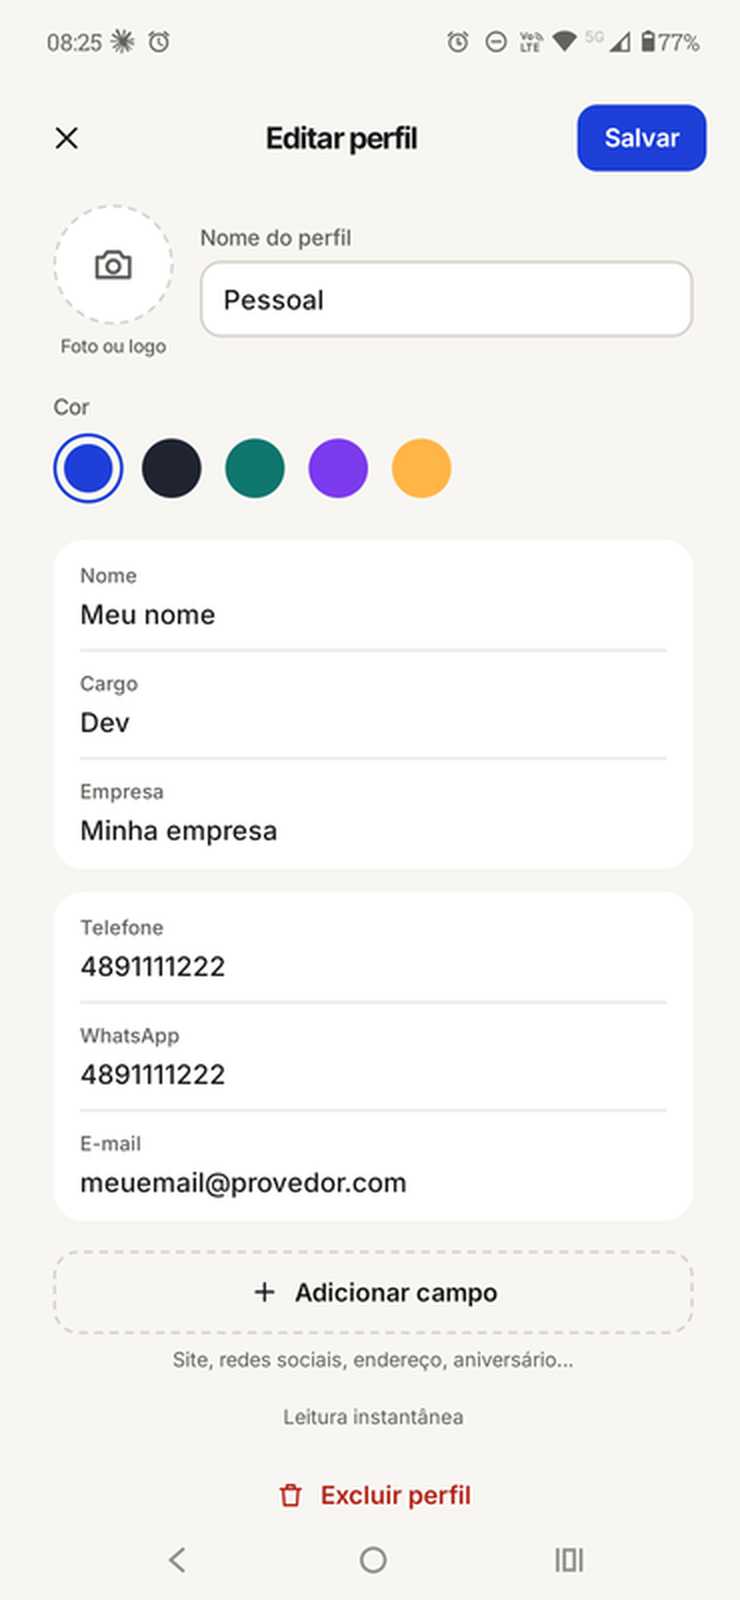 08:25
VoLTE 5G 77%
Editar perfil
Salvar
Nome do perfil
Pessoal
Foto ou logo
Cor
Nome
Meu nome
Cargo
Dev
Empresa
Minha empresa
Telefone
4891111222
WhatsApp
4891111222
E-mail
meuemail@provedor.com
+ Adicionar campo
Site, redes sociais, endereço, aniversário...
Leitura instantânea
Excluir perfil